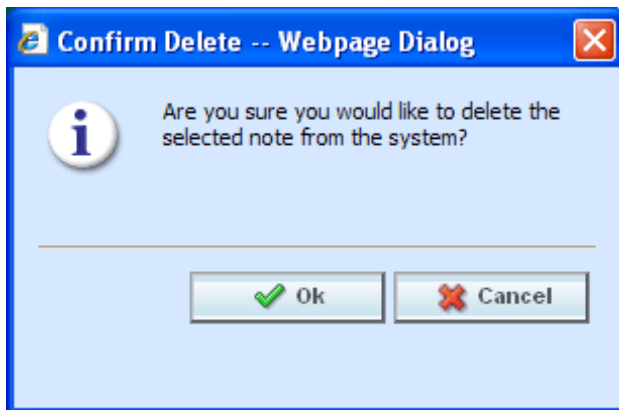 Confirm Delete -- Webpage Dialog
Are you sure you would like to delete the
selected note from the system?
Ok
Cancel